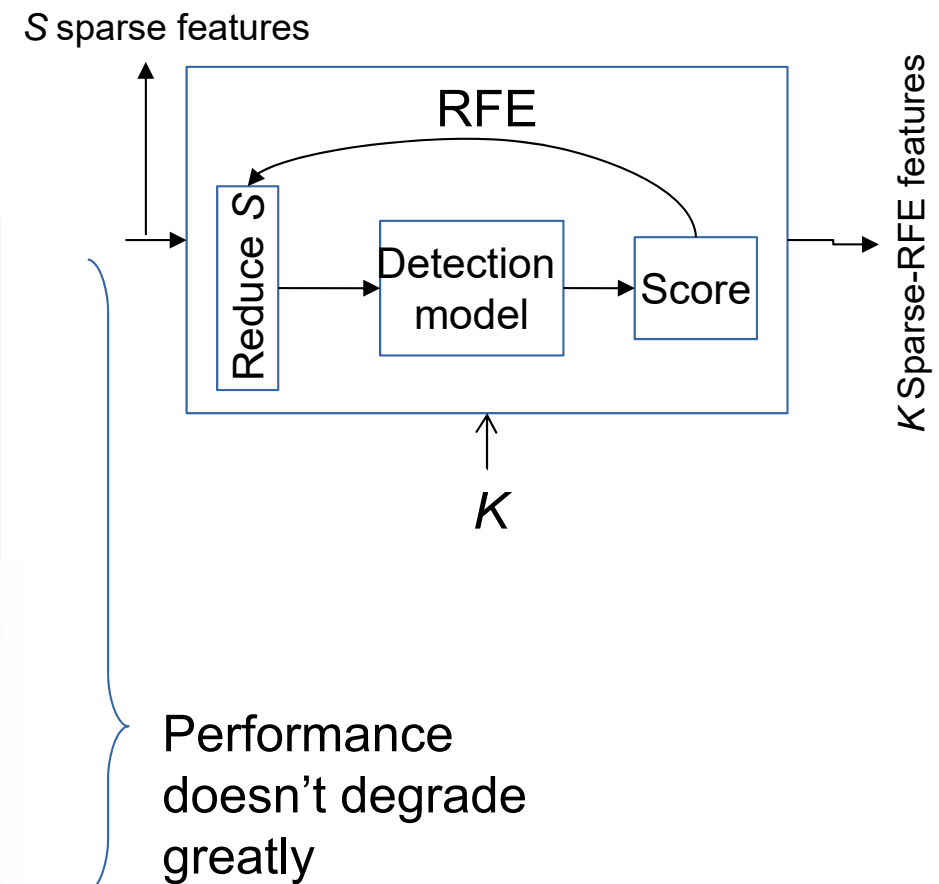 S sparse features
RFE
Reduce S
Detection
model
Score
K Sparse-RFE features
K
Performance
doesn't degrade
greatly